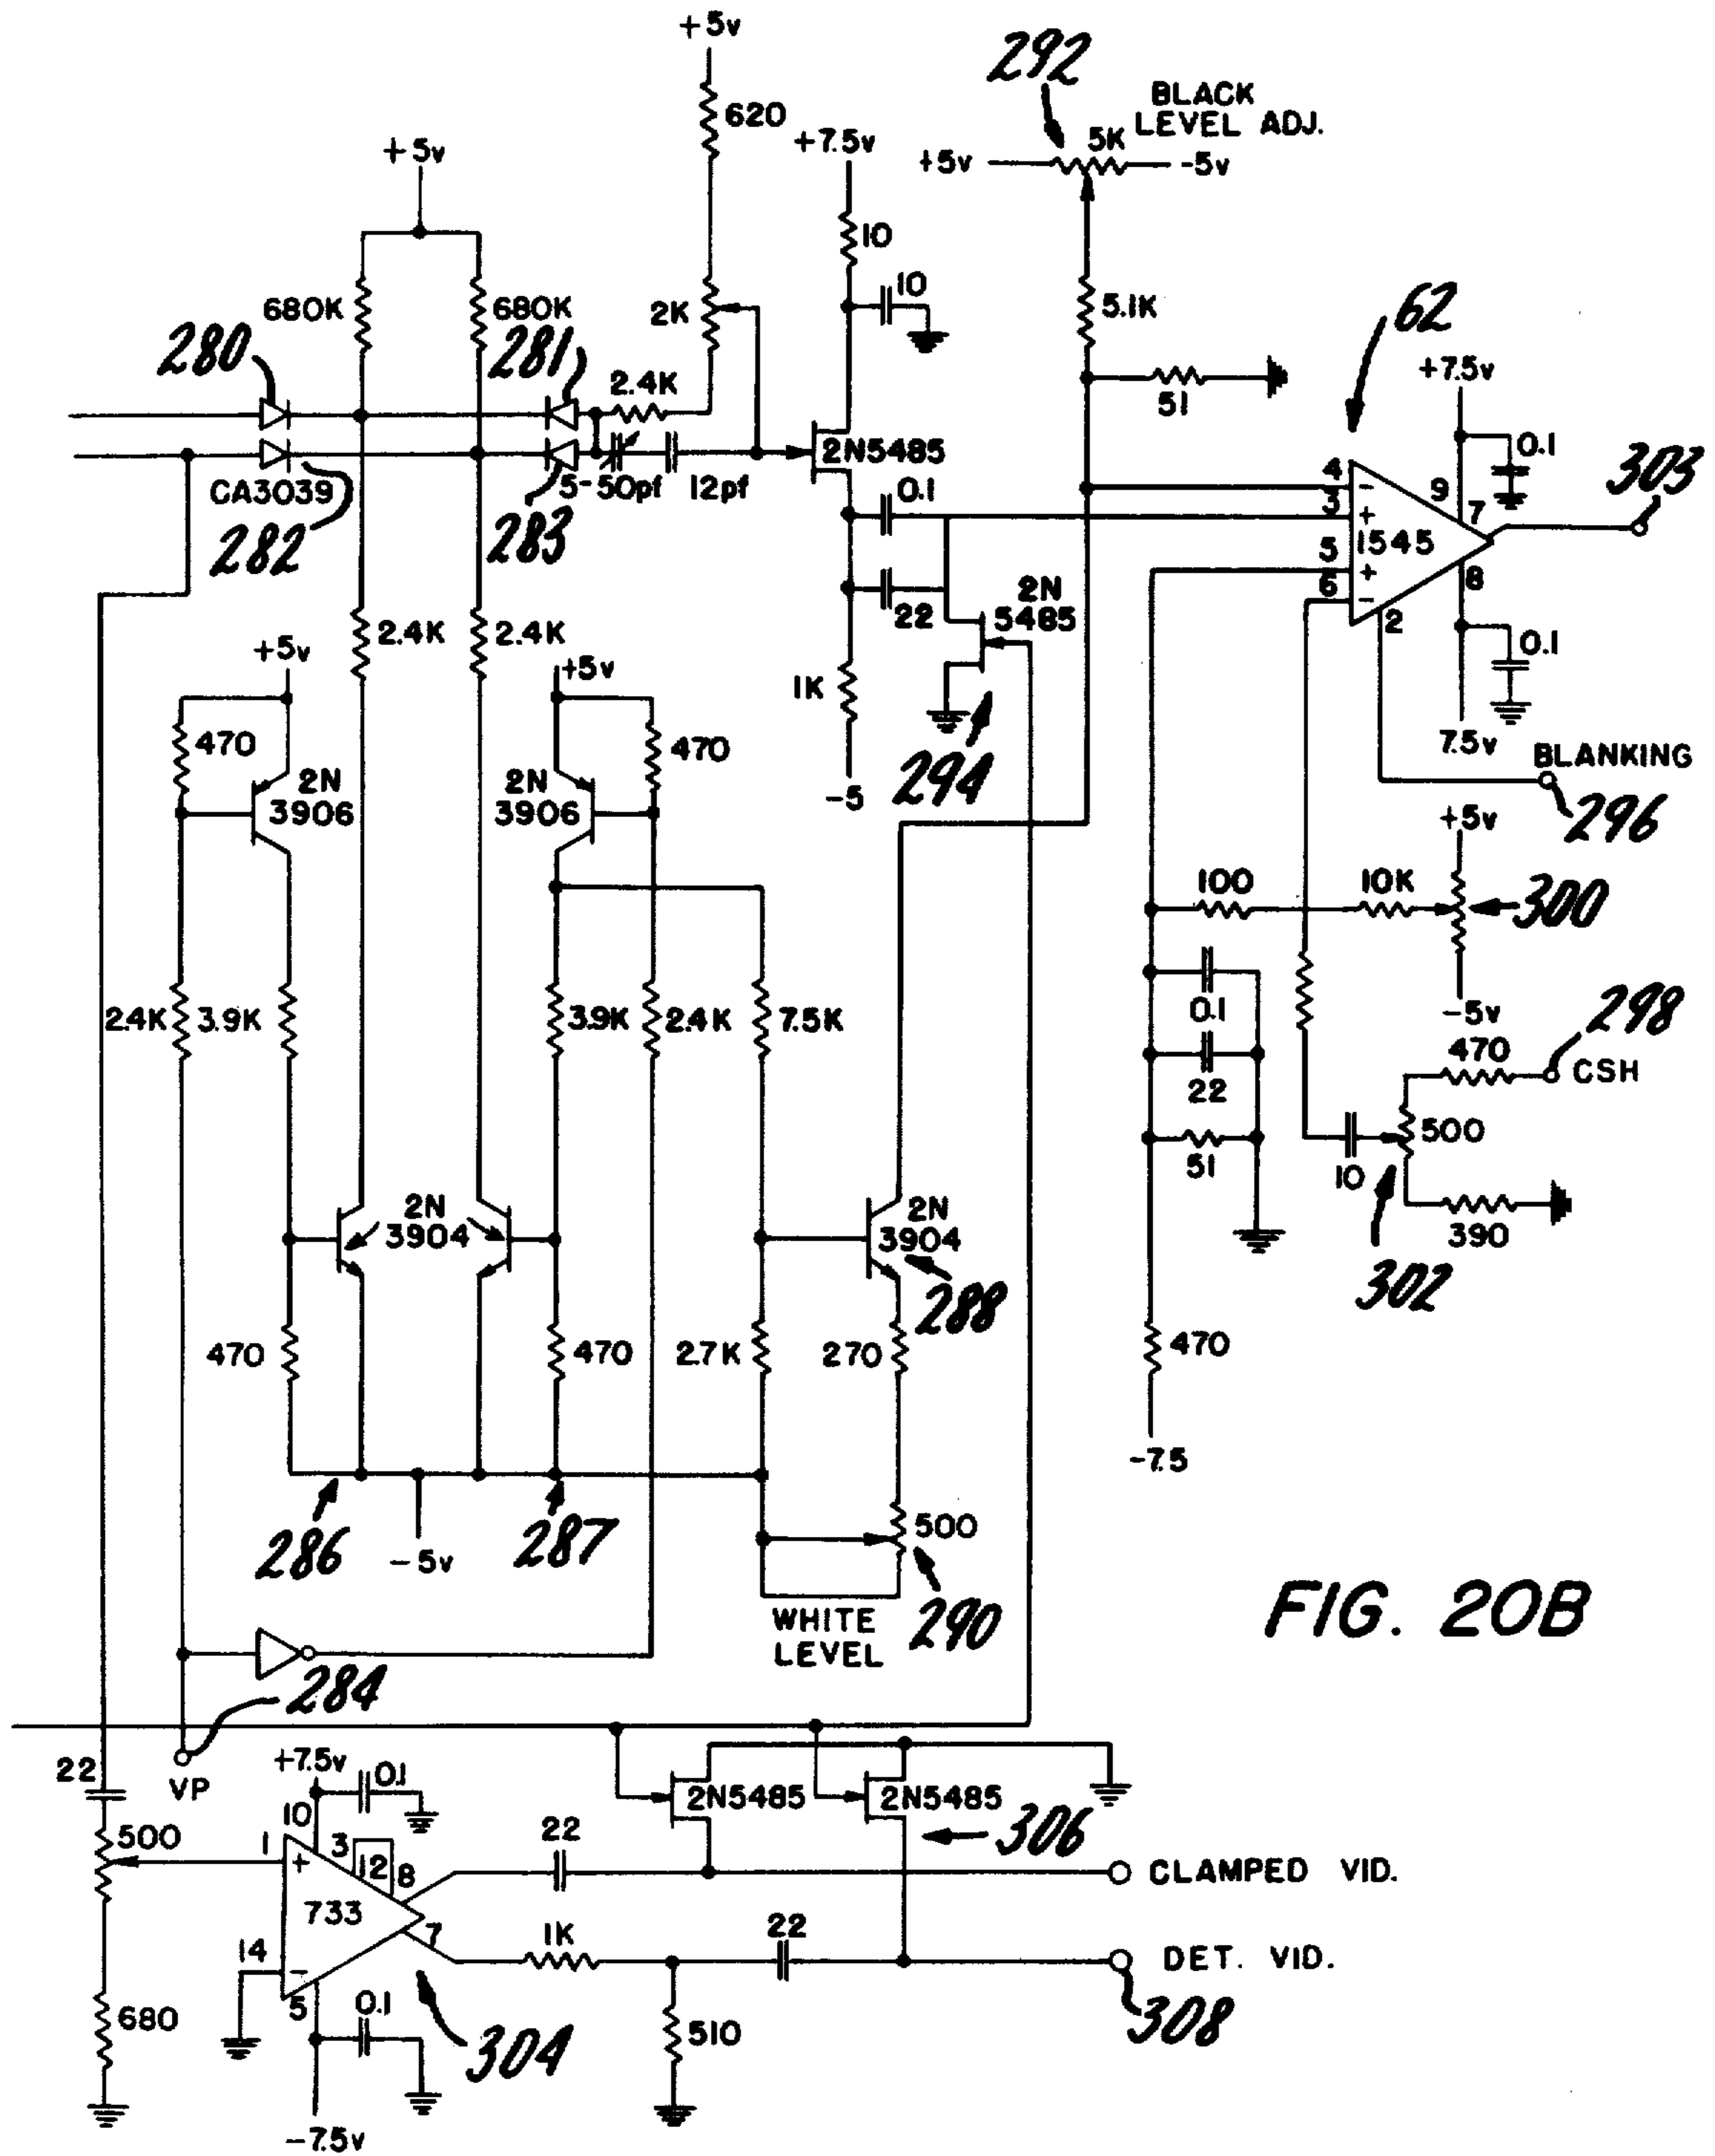 +5v
292
BLACK
LEVEL ADJ.
620
+7.5v
5K
+5v
-5v
+5v
10
10
680K
680K
2K
5.1K
62
280
281
2.4K
51
+7.5v
2N5485
0.1
303
CA3039
5-50pf
12pf
0.1
4
-
9
3
+
7
1545
282
283
5
+
6
-
8
2
22
2N
5485
0.1
2.4K
2.4K
+5v
+5v
1K
7.5v
470
470
294
BLANKING
2N
3906
2N
3906
-5
296
+5v
100
10K
300
2.4K
3.9K
3.9K
2.4K
7.5K
0.1
-5v
298
470
CSH
22
500
51
10
2N
3904
2N
3904
390
302
288
470
470
2.7K
270
470
-7.5
286
-5v
287
500
290
WHITE
LEVEL
FIG. 20B
284
22
VP
+7.5v
0.1
2N5485
2N5485
306
10
500
1
+
3
12
8
22
CLAMPED VID.
733
7
1K
22
14
-
DET. VID.
5
0.1
680
304
510
308
-7.5v